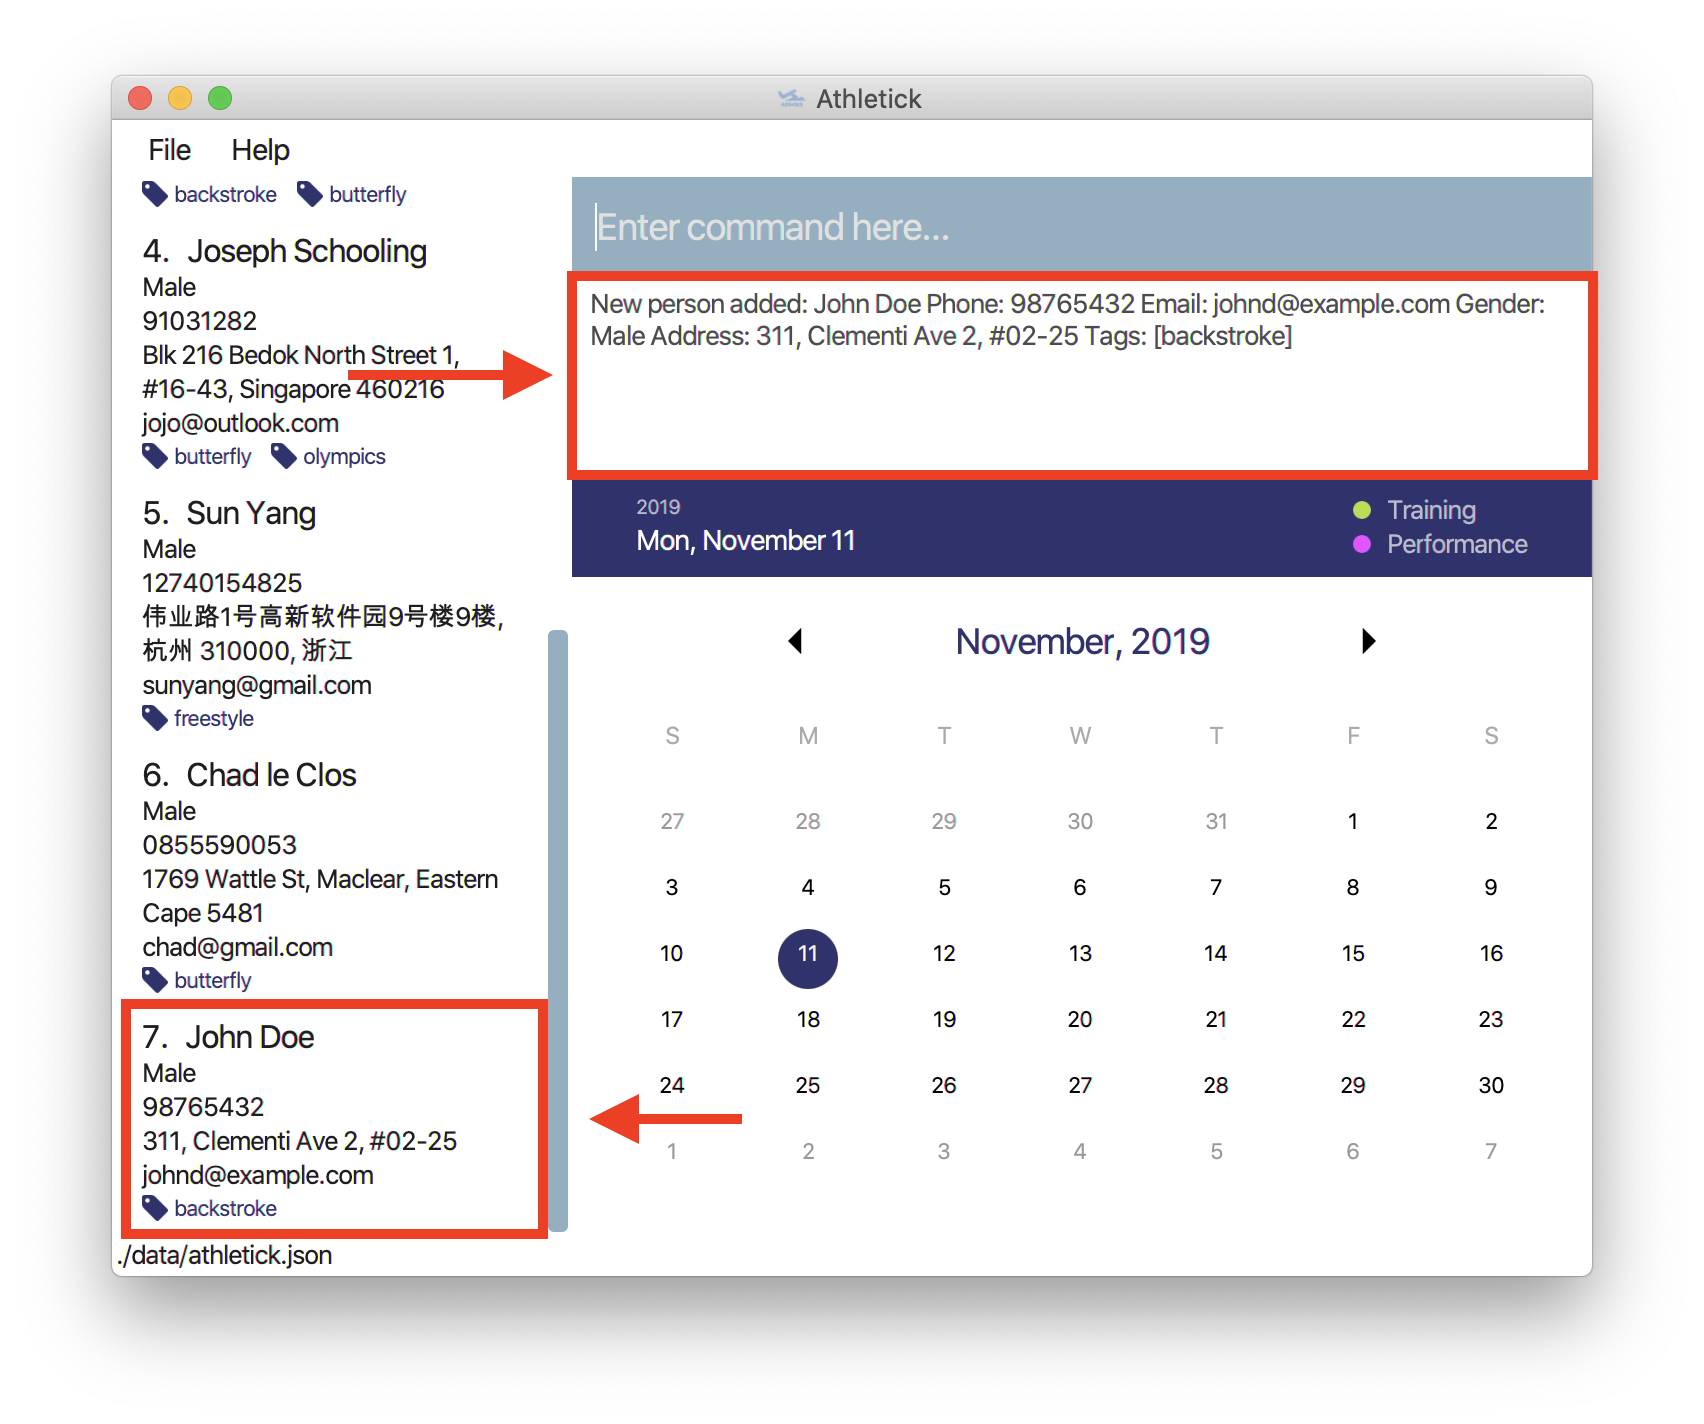 Athletick
File Help
backstroke butterfly
4. Joseph Schooling
Male
91031282
Blk 216 Bedok North Street 1,
#16-43, Singapore 460216
jojo@outlook.com
butterfly olympics
5. Sun Yang
Male
12740154825
伟业路1号高新软件园9号楼9楼,
杭州 310000, 浙江
sunyang@gmail.com
freestyle
6. Chad le Clos
Male
0855590053
1769 Wattle St, Maclear, Eastern
Cape 5481
chad@gmail.com
butterfly
7. John Doe
Male
98765432
311, Clementi Ave 2, #02-25
johnd@example.com
backstroke
./data/athletick.json
Enter command here...
New person added: John Doe Phone: 98765432 Email: johnd@example.com Gender:
Male Address: 311, Clementi Ave 2, #02-25 Tags: [backstroke]
2019
Mon, November 11
Training
Performance
November, 2019
S M T W T F S
27 28 29 30 31 1 2
3 4 5 6 7 8 9
10 11 12 13 14 15 16
17 18 19 20 21 22 23
24 25 26 27 28 29 30
1 2 3 4 5 6 7